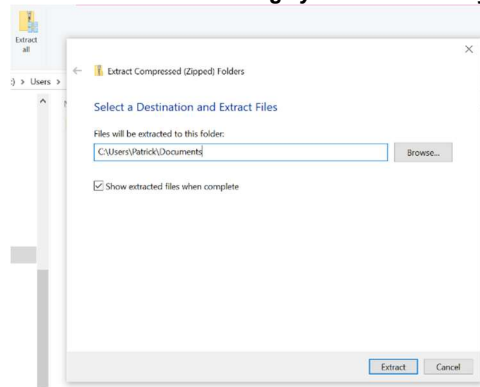 Extract
all
) > Users >
Extract Compressed (Zipped) Folders
Select a Destination and Extract Files
Files will be extracted to this folder:
C:\Users\Patrick\Documents
Browse...
Show extracted files when complete
Extract
Cancel